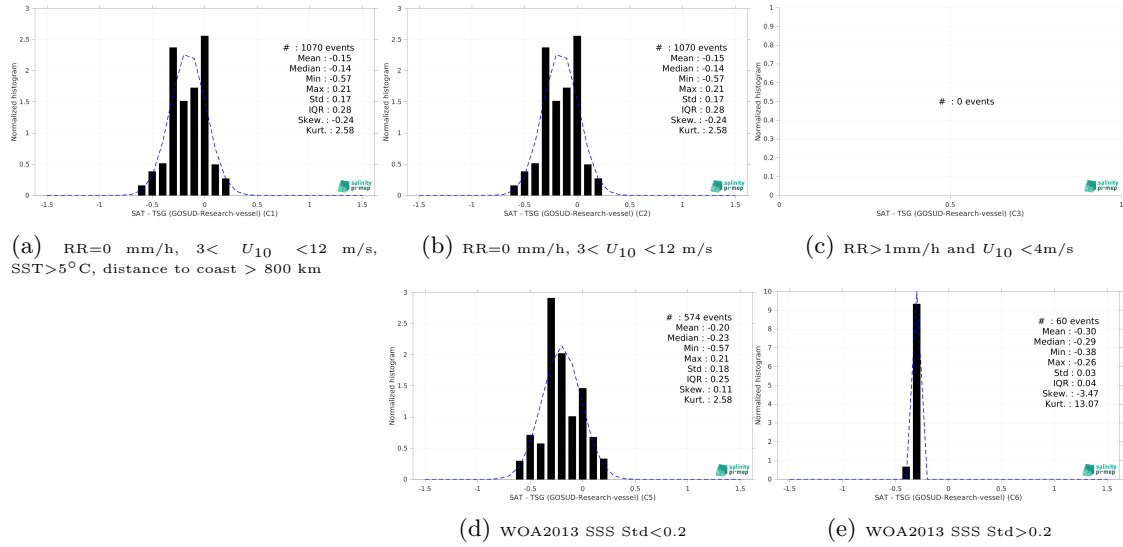 3
2.5
2
1.5
1
0.5
0
Normalized histogram
-1.5
-1
-0.5
0
0.5
1
1.5
SAT - TSG (GOSUD-Research-vessel) (C1)
# : 1070 events
Mean : -0.15
Median : -0.14
Min : -0.57
Max : 0.21
Std : 0.17
IQR : 0.28
Skew. : -0.24
Kurt. : 2.58
salinity
pi-mep
3
2.5
2
1.5
1
0.5
0
Normalized histogram
-1.5
-1
-0.5
0
0.5
1
1.5
SAT - TSG (GOSUD-Research-vessel) (C2)
# : 1070 events
Mean : -0.15
Median : -0.14
Min : -0.57
Max : 0.21
Std : 0.17
IQR : 0.28
Skew. : -0.24
Kurt. : 2.58
salinity
pi-mep
1
0.9
0.8
0.7
0.6
0.5
0.4
0.3
0.2
0.1
0
Normalized histogram
0
0.5
1
SAT - TSG (GOSUD-Research-vessel) (C3)
# : 0 events
salinity
pi-mep
(a) RR=0 mm/h, 3< U10 <12 m/s,
SST>5°C, distance to coast > 800 km
(b) RR=0 mm/h, 3< U10 <12 m/s
(c) RR>1mm/h and U10 <4m/s
3
2.5
2
1.5
1
0.5
0
Normalized histogram
-1.5
-1
-0.5
0
0.5
1
1.5
SAT - TSG (GOSUD-Research-vessel) (C5)
# : 574 events
Mean : -0.20
Median : -0.23
Min : -0.57
Max : 0.21
Std : 0.18
IQR : 0.25
Skew. : 0.11
Kurt. : 2.58
salinity
pi-mep
10
9
8
7
6
5
4
3
2
1
0
Normalized histogram
-1.5
-1
-0.5
0
0.5
1
1.5
SAT - TSG (GOSUD-Research-vessel) (C6)
# : 60 events
Mean : -0.30
Median : -0.29
Min : -0.38
Max : -0.26
Std : 0.03
IQR : 0.04
Skew. : -3.47
Kurt. : 13.07
salinity
pi-mep
(d) WOA2013 SSS Std<0.2
(e) WOA2013 SSS Std>0.2